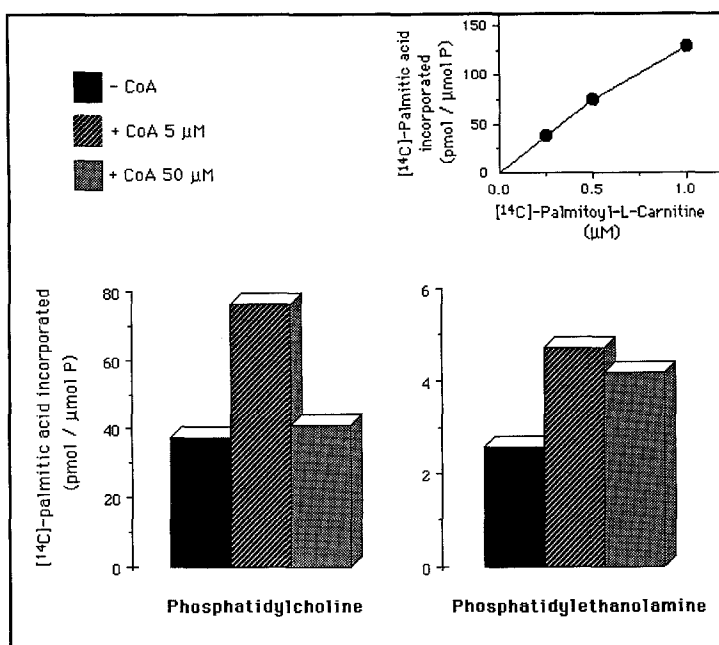 - CoA
+ CoA 5 µM
+ CoA 50 µM
[14C]-Palmitic acid
incorporated
(pmol / µmol P)
150
100
50
0
0.0 0.5 1.0
[14C]-Palmitoyl-L-Carnitine
(µM)
[14C]-palmitic acid incorporated
(pmol / µmol P)
80
60
40
20
0
Phosphatidylcholine
6
4
2
0
Phosphatidylethanolamine